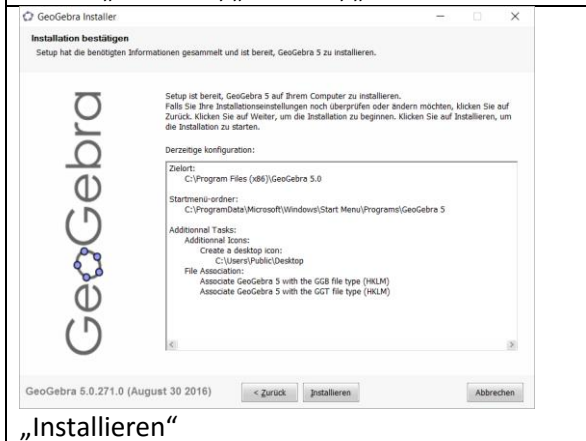 GeoGebra Installer
Installation bestätigen
Setup hat die benötigten Informationen gesammelt und ist bereit, GeoGebra 5 zu installieren.
GeoGebra
Setup ist bereit, GeoGebra 5 auf Ihrem Computer zu installieren.
Falls Sie Ihre Installationseinstellungen noch überprüfen oder ändern möchten, klicken Sie auf
Zurück. Klicken Sie auf Weiter, um die Installation zu beginnen. Klicken Sie auf Installieren, um
die Installation zu starten.
Derzeitige konfiguration:
Zielort:
C:\Program Files (x86)\GeoGebra 5.0
Startmenü-ordner:
C:\ProgramData\Microsoft\Windows\Start Menu\Programs\GeoGebra 5
Additionnal Tasks:
Additionnal Icons:
Create a desktop icon:
C:\Users\Public\Desktop
File Association:
Associate GeoGebra 5 with the GGB file type (HKLM)
Associate GeoGebra 5 with the GGT file type (HKLM)
GeoGebra 5.0.271.0 (August 30 2016)
< Zurück
Installieren
Abbrechen
„Installieren“